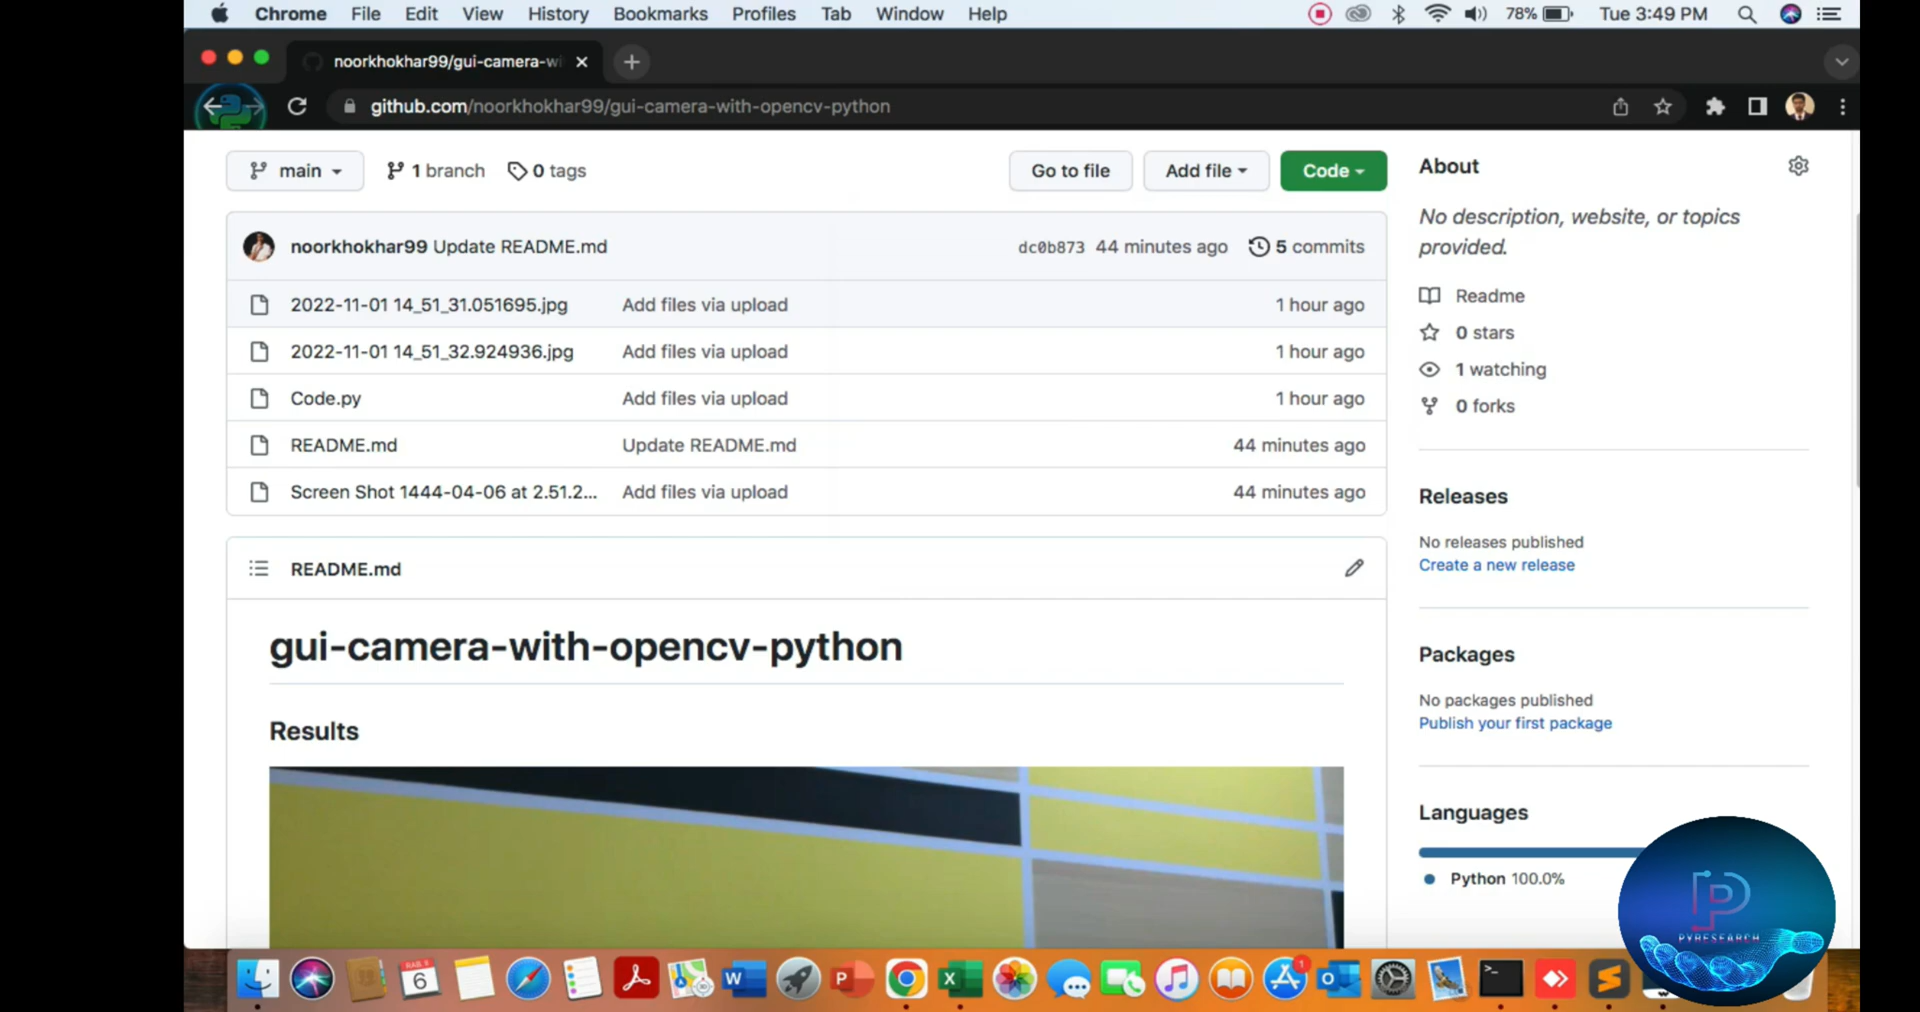 Chrome File Edit View History Bookmarks Profiles Tab Window Help 78% Tue 3:49 PM
noorkhokhar99/gui-camera-wi
github.com/noorkhokhar99/gui-camera-with-opencv-python
main 1 branch 0 tags Go to file Add file Code
noorkhokhar99 Update README.md dc0b873 44 minutes ago 5 commits
2022-11-01 14_51_31.051695.jpg Add files via upload 1 hour ago
2022-11-01 14_51_32.924936.jpg Add files via upload 1 hour ago
Code.py Add files via upload 1 hour ago
README.md Update README.md 44 minutes ago
Screen Shot 1444-04-06 at 2.51.2... Add files via upload 44 minutes ago
README.md
gui-camera-with-opencv-python
Results
About
No description, website, or topics
provided.
Readme
0 stars
1 watching
0 forks
Releases
No releases published
Create a new release
Packages
No packages published
Publish your first package
Languages
Python 100.0%
PYRESEARCH
6
W
P
X
1